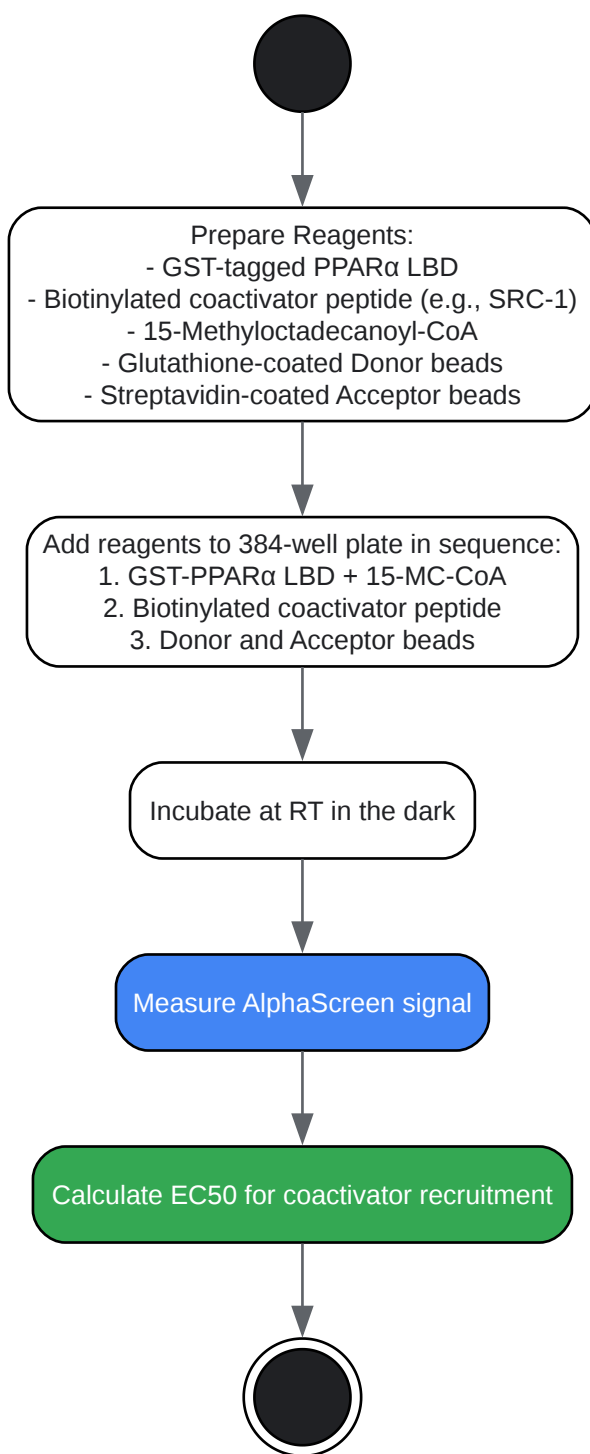 Prepare Reagents:
- GST-tagged PPARα LBD
- Biotinylated coactivator peptide (e.g., SRC-1)
- 15-Methyloctadecanoyl-CoA
- Glutathione-coated Donor beads
- Streptavidin-coated Acceptor beads
Add reagents to 384-well plate in sequence:
1. GST-PPARα LBD + 15-MC-CoA
2. Biotinylated coactivator peptide
3. Donor and Acceptor beads
Incubate at RT in the dark
Measure AlphaScreen signal
Calculate EC50 for coactivator recruitment